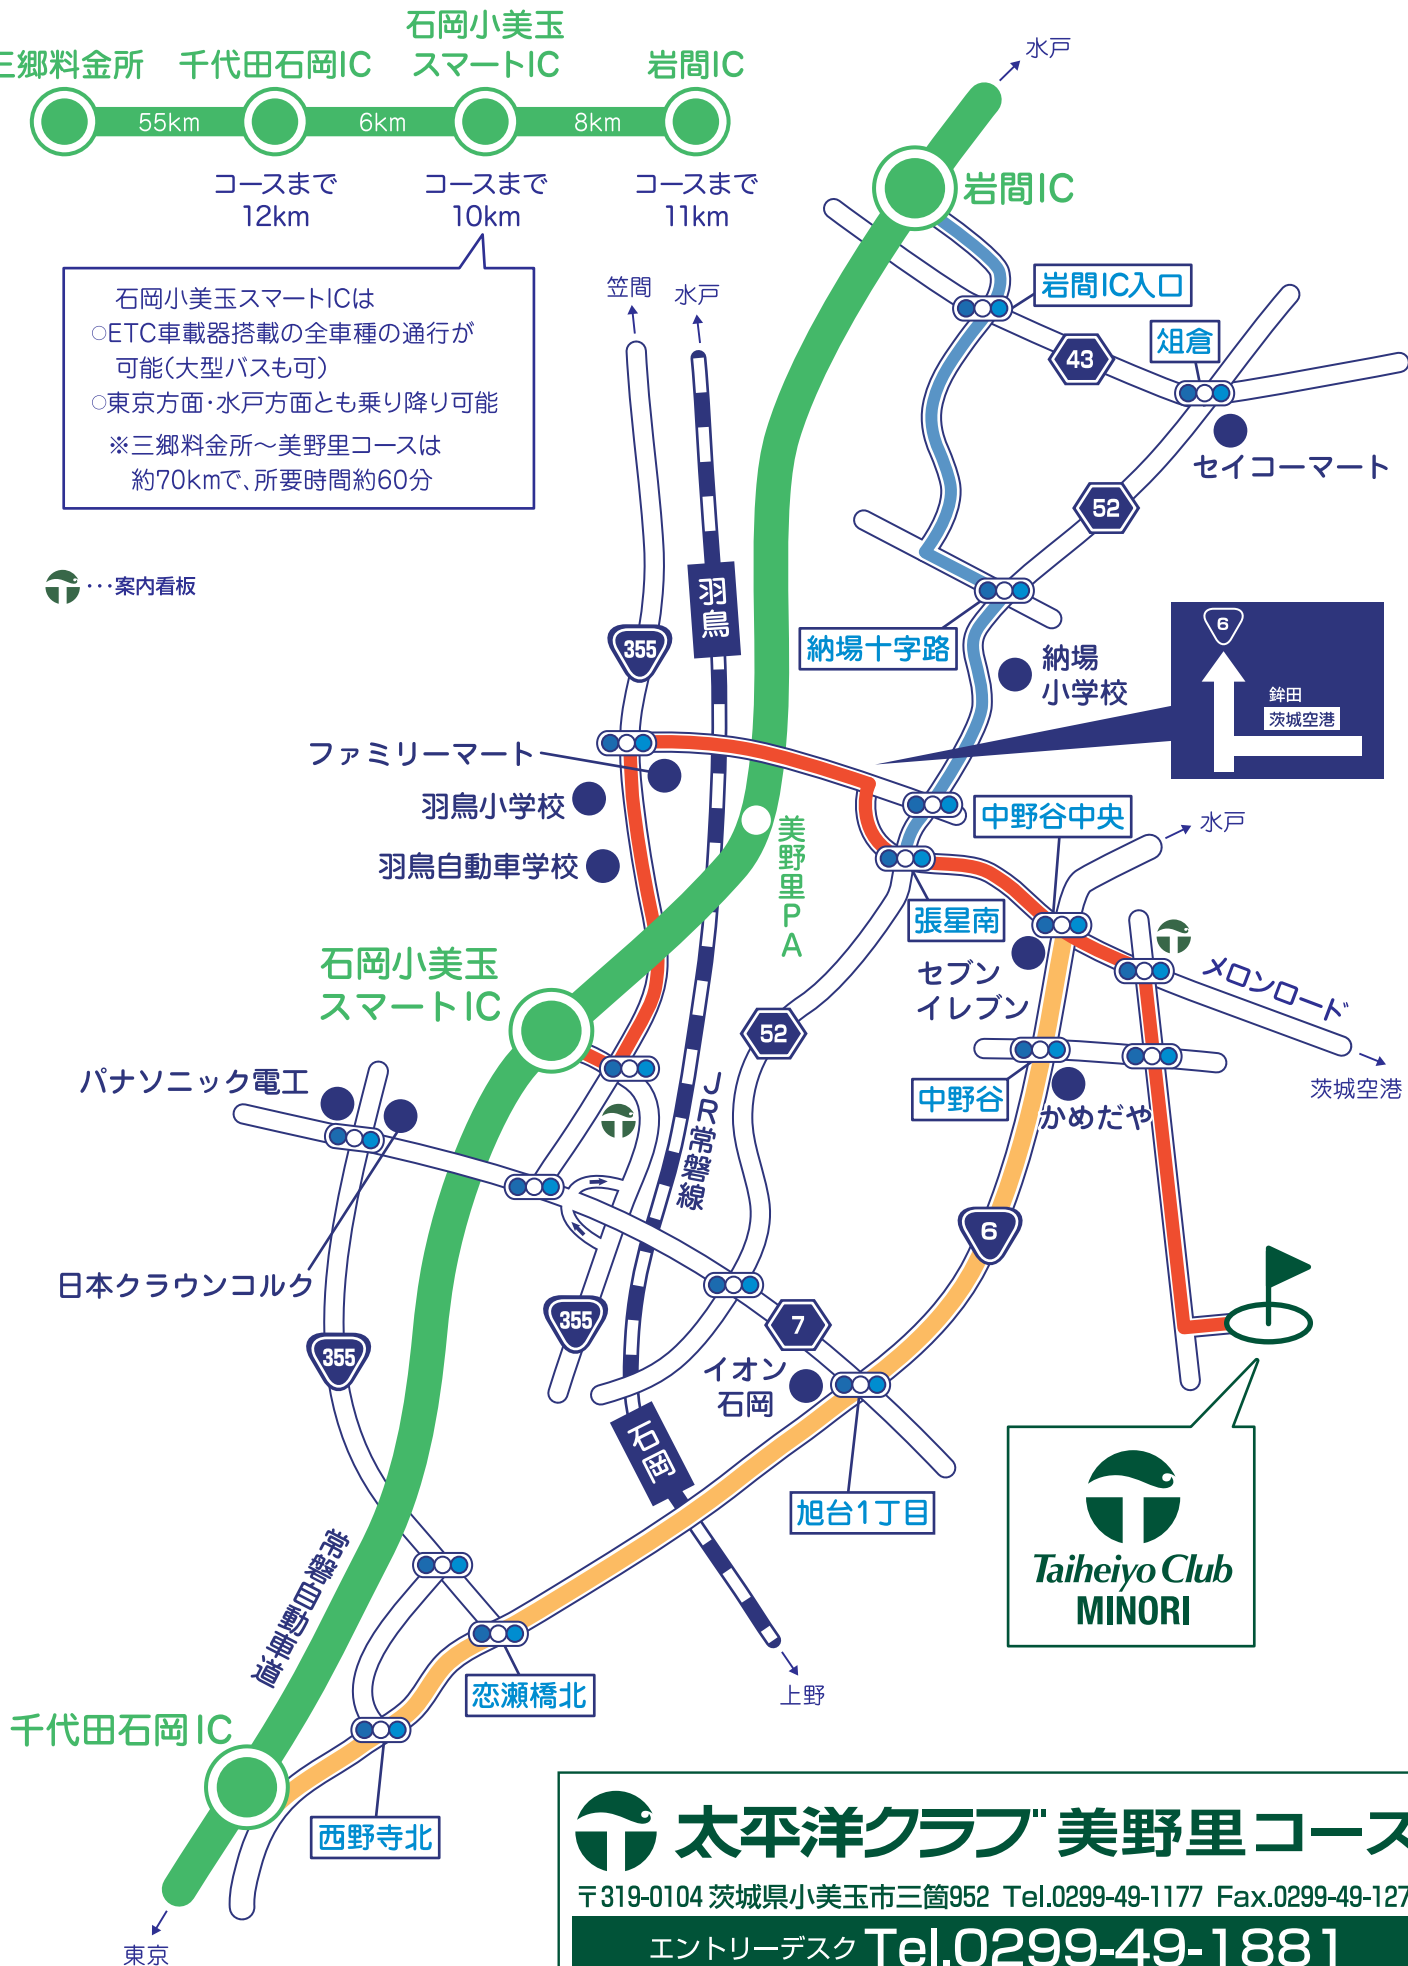 三郷料金所
千代田石岡IC
石岡小美玉
スマートIC
岩間IC
55km
6km
8km
コースまで
12km
コースまで
10km
コースまで
11km
石岡小美玉スマートICは
○ETC車載器搭載の全車種の通行が
可能(大型バスも可)
○東京方面･水戸方面とも乗り降り可能
※三郷料金所〜美野里コースは
約70kmで､所要時間約60分
･･･案内看板
水戸
岩間IC
岩間IC入口
43
俎倉
セイコーマート
52
笠間
水戸
羽鳥
355
納場十字路
納場
小学校
6
鉾田
茨城空港
ファミリーマート
羽鳥小学校
羽鳥自動車学校
美野里PA
中野谷中央
水戸
張星南
セブン
イレブン
メロンロード
茨城空港
石岡小美玉
スマートIC
52
中野谷
かめだや
パナソニック電工
JR常磐線
日本クラウンコルク
6
355
355
7
イオン
石岡
石岡
旭台1丁目
Taiheiyo Club
MINORI
常磐自動車道
恋瀬橋北
上野
千代田石岡IC
西野寺北
東京
太平洋クラブ 美野里コース
〒319-0104 茨城県小美玉市三箇952 Tel.0299-49-1177 Fax.0299-49-127
エントリーデスク Tel.0299-49-1881